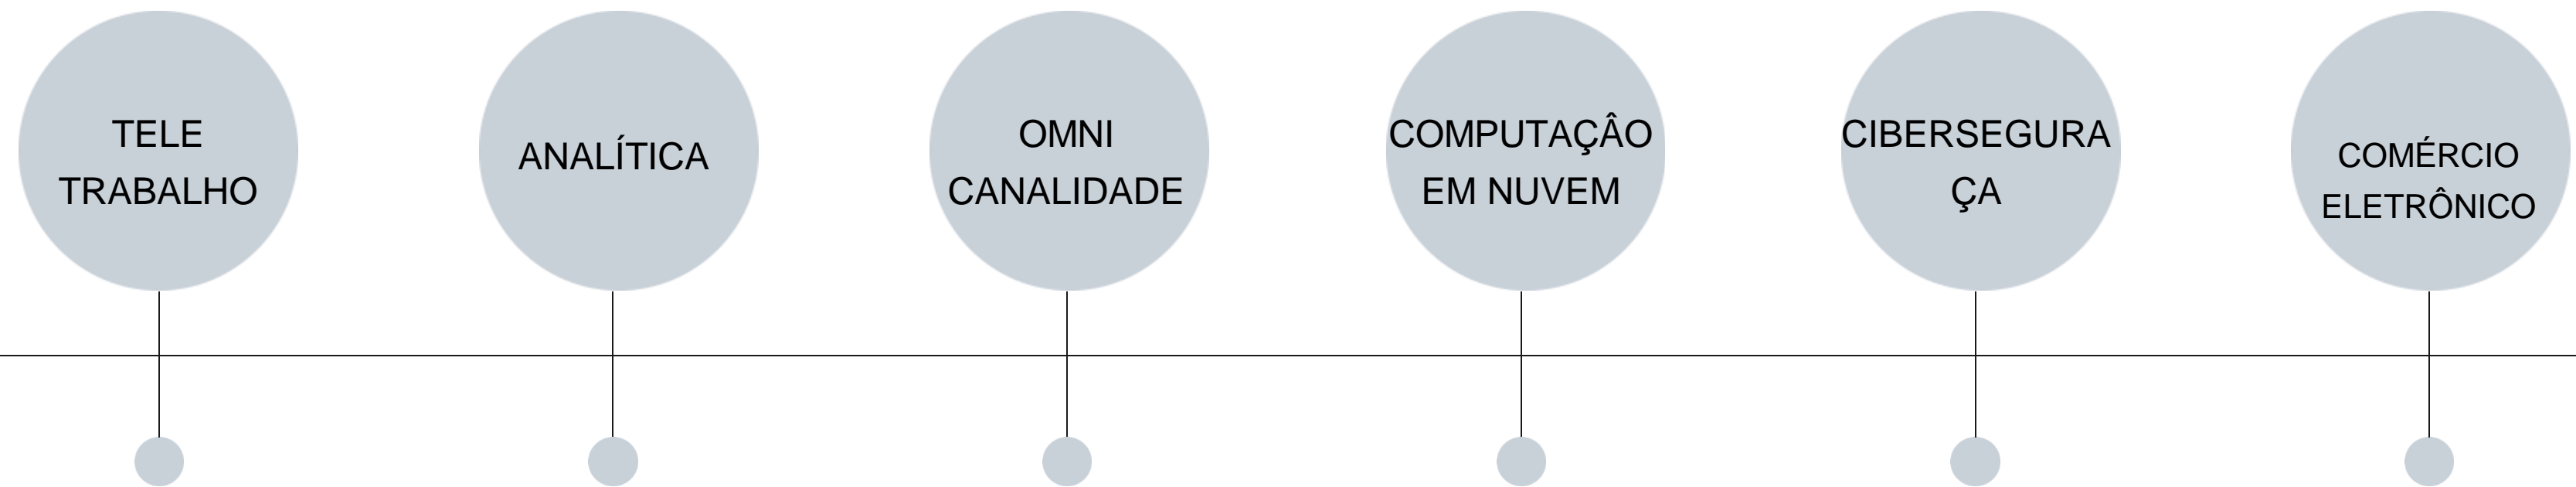 TELE
TRABALHO
ANALÍTICA
OMNI
CANALIDADE
COMPUTAÇÂO
EM NUVEM
CIBERSEGURA
ÇA
COMÉRCIO
ELETRÔNICO